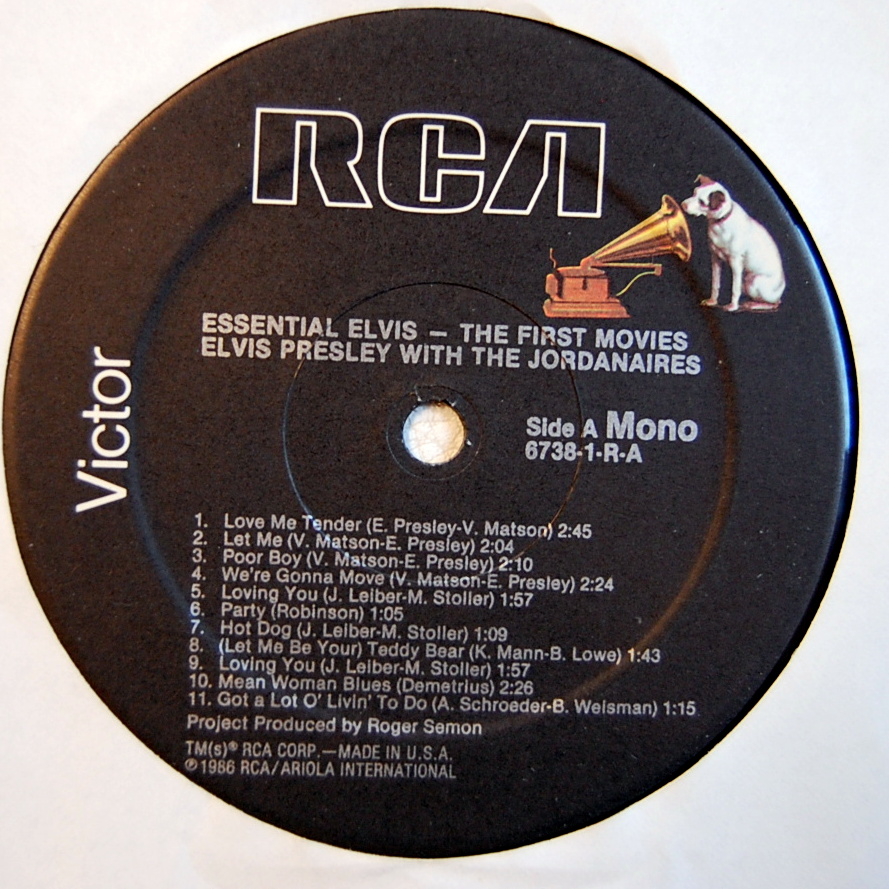 RCA
ESSENTIAL ELVIS — THE FIRST MOVIES
ELVIS PRESLEY WITH THE JORDANAIRES
Victor
Side A Mono
6738-1-R-A
1. Love Me Tender (E. Presley-V. Matson) 2:45
2. Let Me (V. Matson-E. Presley) 2:04
3. Poor Boy (V. Matson-E. Presley) 2:10
4. We're Gonna Move (V. Matson-E. Presley) 2:24
5. Loving You (J. Leiber-M. Stoller) 1:57
6. Party (Robinson) 1:05
7. Hot Dog (J. Leiber-M. Stoller) 1:09
8. (Let Me Be Your) Teddy Bear (K. Mann-B. Lowe) 1:43
9. Loving You (J. Leiber-M. Stoller) 1:57
10. Mean Woman Blues (Demetrius) 2:26
11. Got a Lot O' Livin' To Do (A. Schroeder-B. Weisman) 1:15
Project Produced by Roger Semon
TM(s)® RCA CORP.—MADE IN U.S.A.
℗1986 RCA/ARIOLA INTERNATIONAL